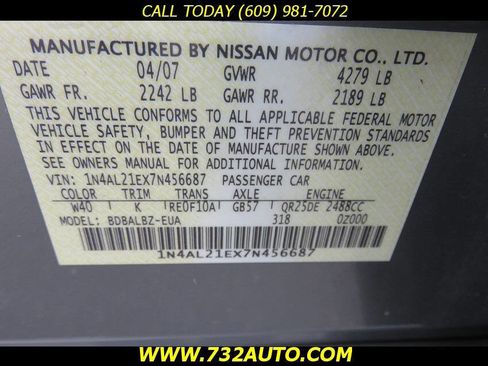 CALL TODAY (609) 981-7072
MANUFACTURED BY NISSAN MOTOR CO., LTD.
DATE 04/07 GVWR 4279 LB
GAWR FR. 2242 LB GAWR RR. 2189 LB
THIS VEHICLE CONFORMS TO ALL APPLICABLE FEDERAL MOTOR
VEHICLE SAFETY, BUMPER AND THEFT PREVENTION STANDARDS
IN EFFECT ON THE DATE OF MANUFACTURE SHOWN ABOVE.
SEE OWNERS MANUAL FOR ADDITIONAL INFORMATION.
VIN: 1N4AL21EX7N456687 PASSENGER CAR
COLOR TRIM TRANS AXLE ENGINE
W40 K RE0F10A GB57 QR25DE 2488CC
MODEL: BDBALBZ-EUA 318 0Z000
1N4AL21EX7N456687
WWW.732AUTO.COM